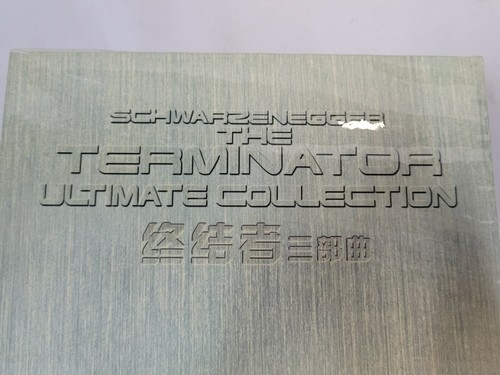 SCHWARZENEGGER
THE
TERMINATOR
ULTIMATE COLLECTION
终结者三部曲